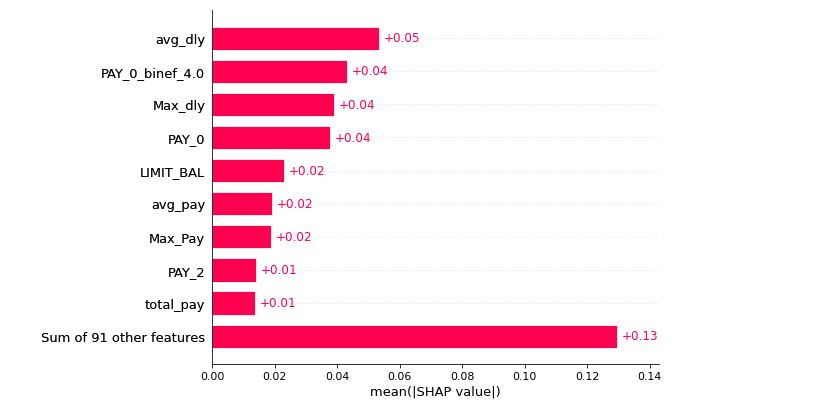 avg_dly +0.05
PAY_0_binef_4.0 +0.04
Max_dly +0.04
PAY_0 +0.04
LIMIT_BAL +0.02
avg_pay +0.02
Max_Pay +0.02
PAY_2 +0.01
total_pay +0.01
Sum of 91 other features +0.13
0.00 0.02 0.04 0.06 0.08 0.10 0.12 0.14
mean(|SHAP value|)